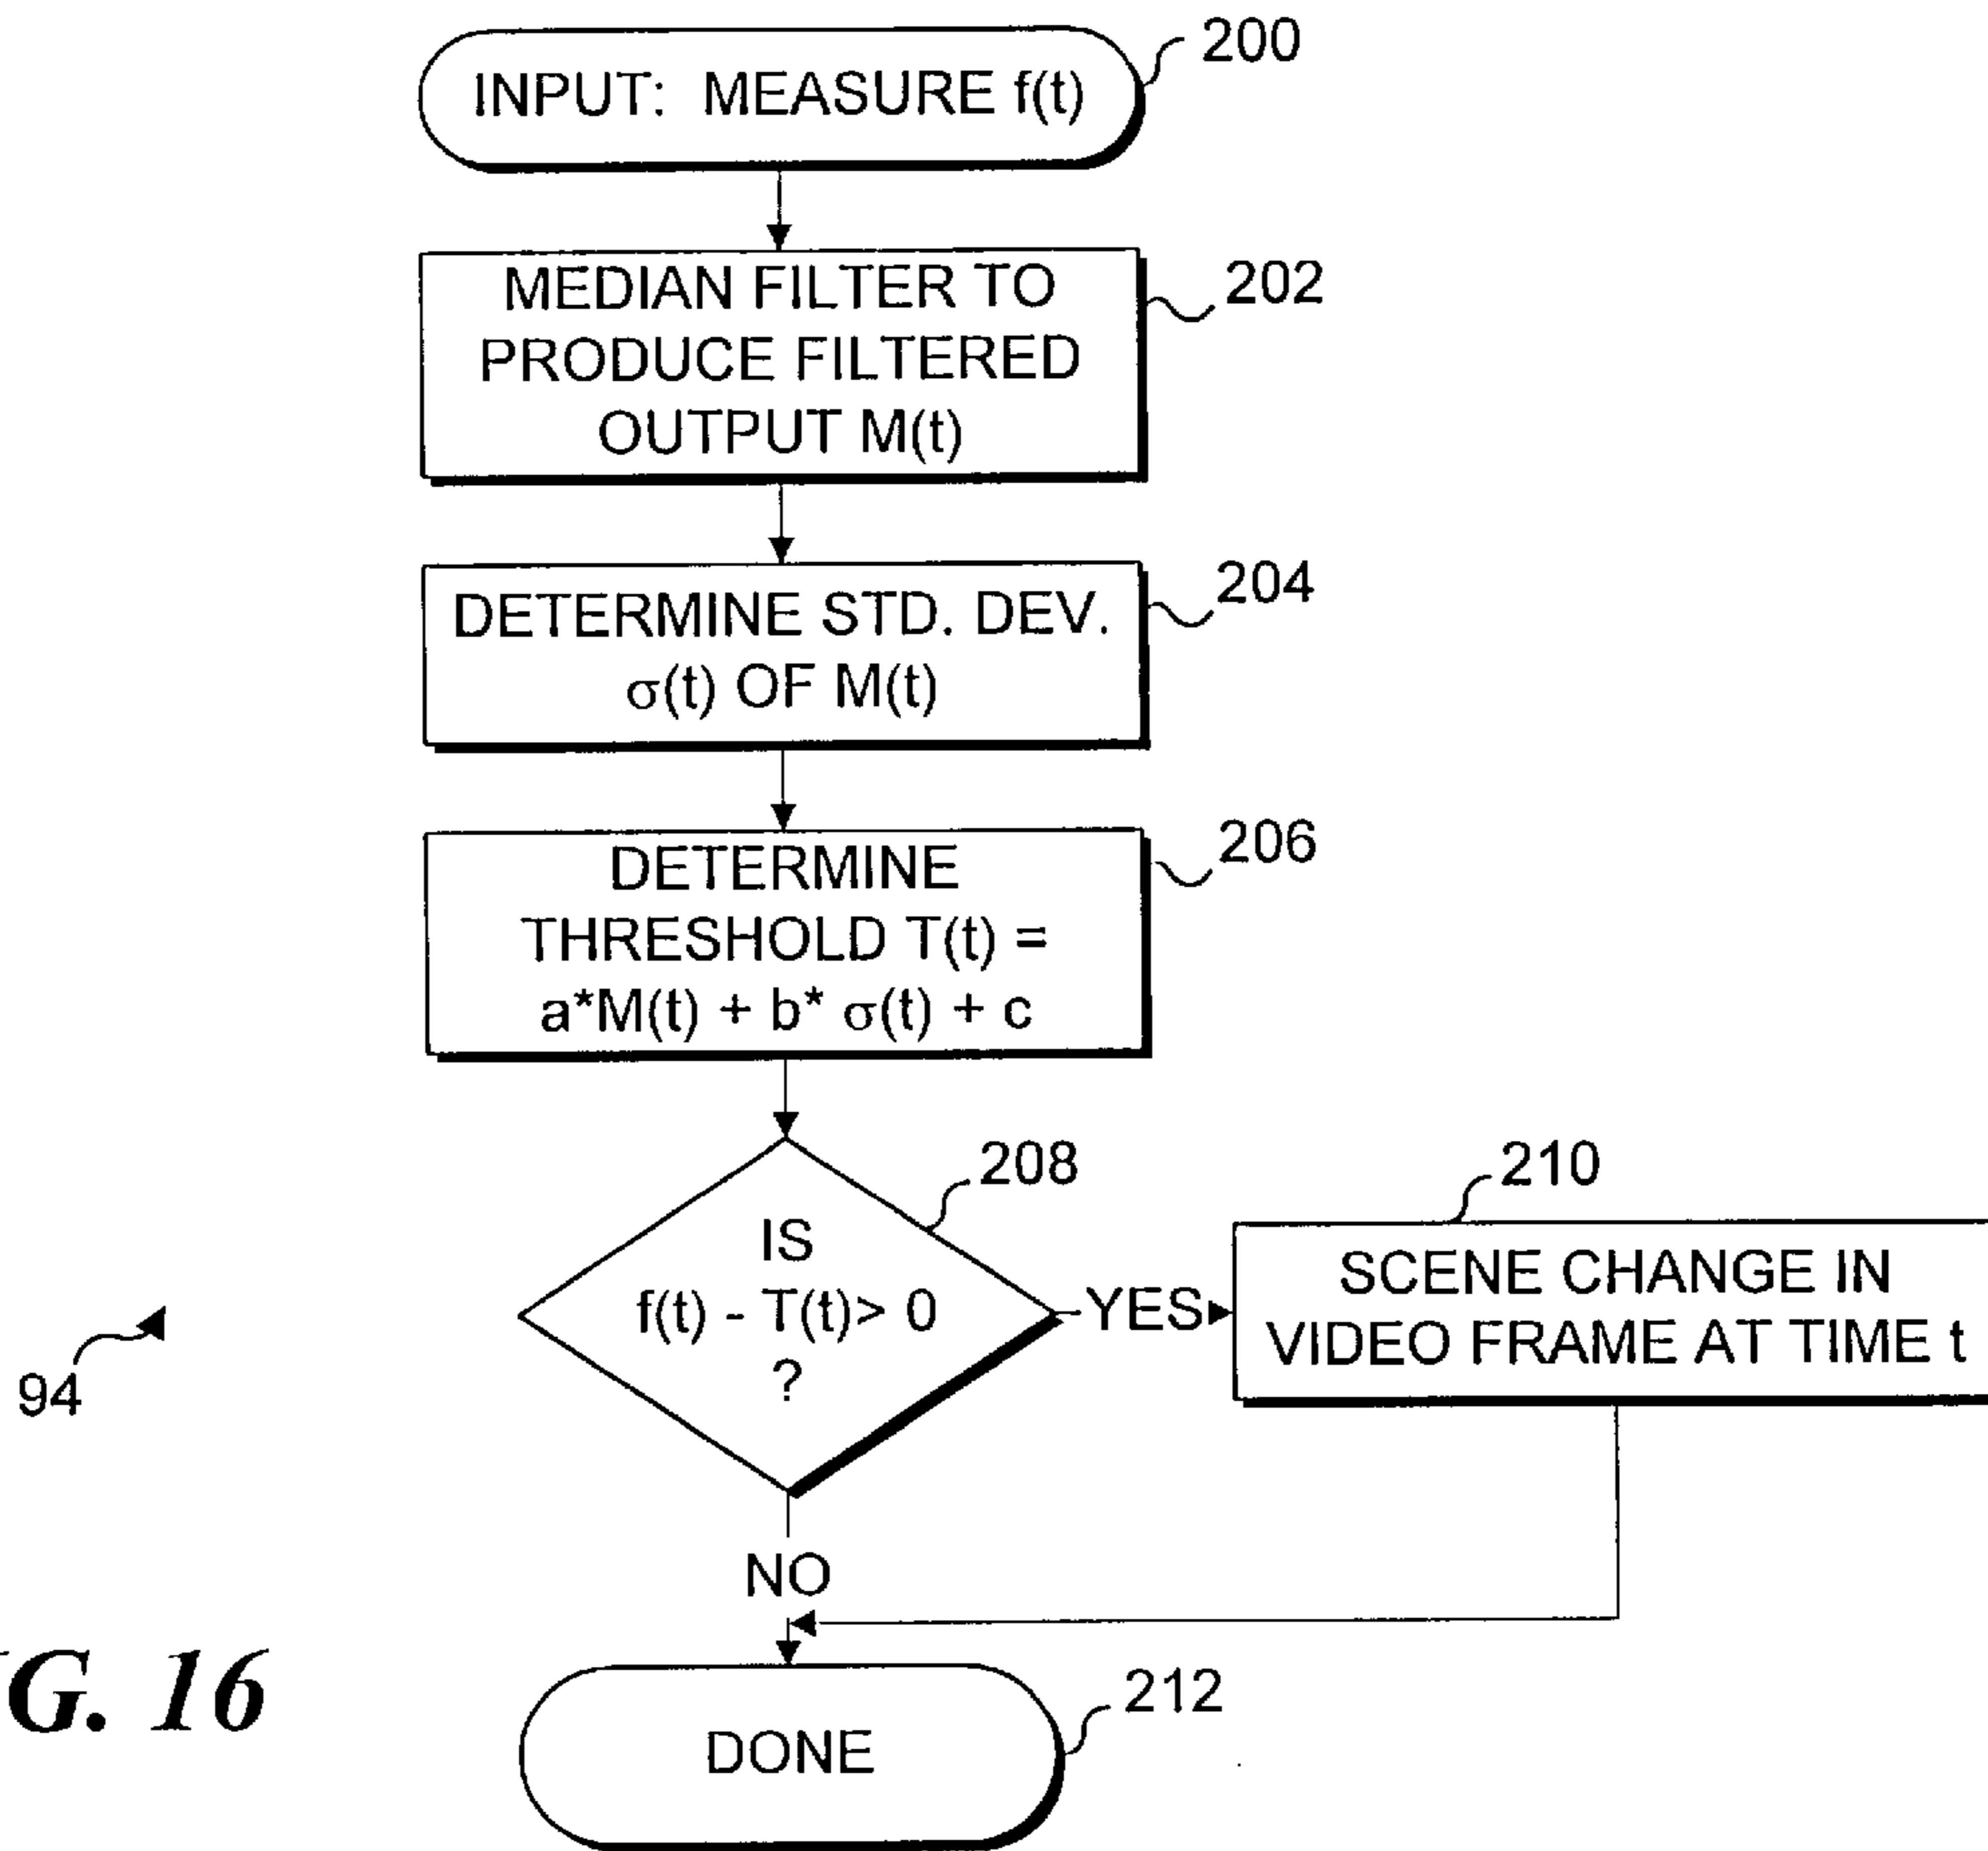 200
INPUT: MEASURE f(t)
202
MEDIAN FILTER TO
PRODUCE FILTERED
OUTPUT M(t)
204
DETERMINE STD. DEV.
σ(t) OF M(t)
206
DETERMINE
THRESHOLD T(t) =
a*M(t) + b* σ(t) + c
208
IS
f(t) - T(t)> 0
?
YES
210
SCENE CHANGE IN
VIDEO FRAME AT TIME t
94
NO
G. 16
212
DONE